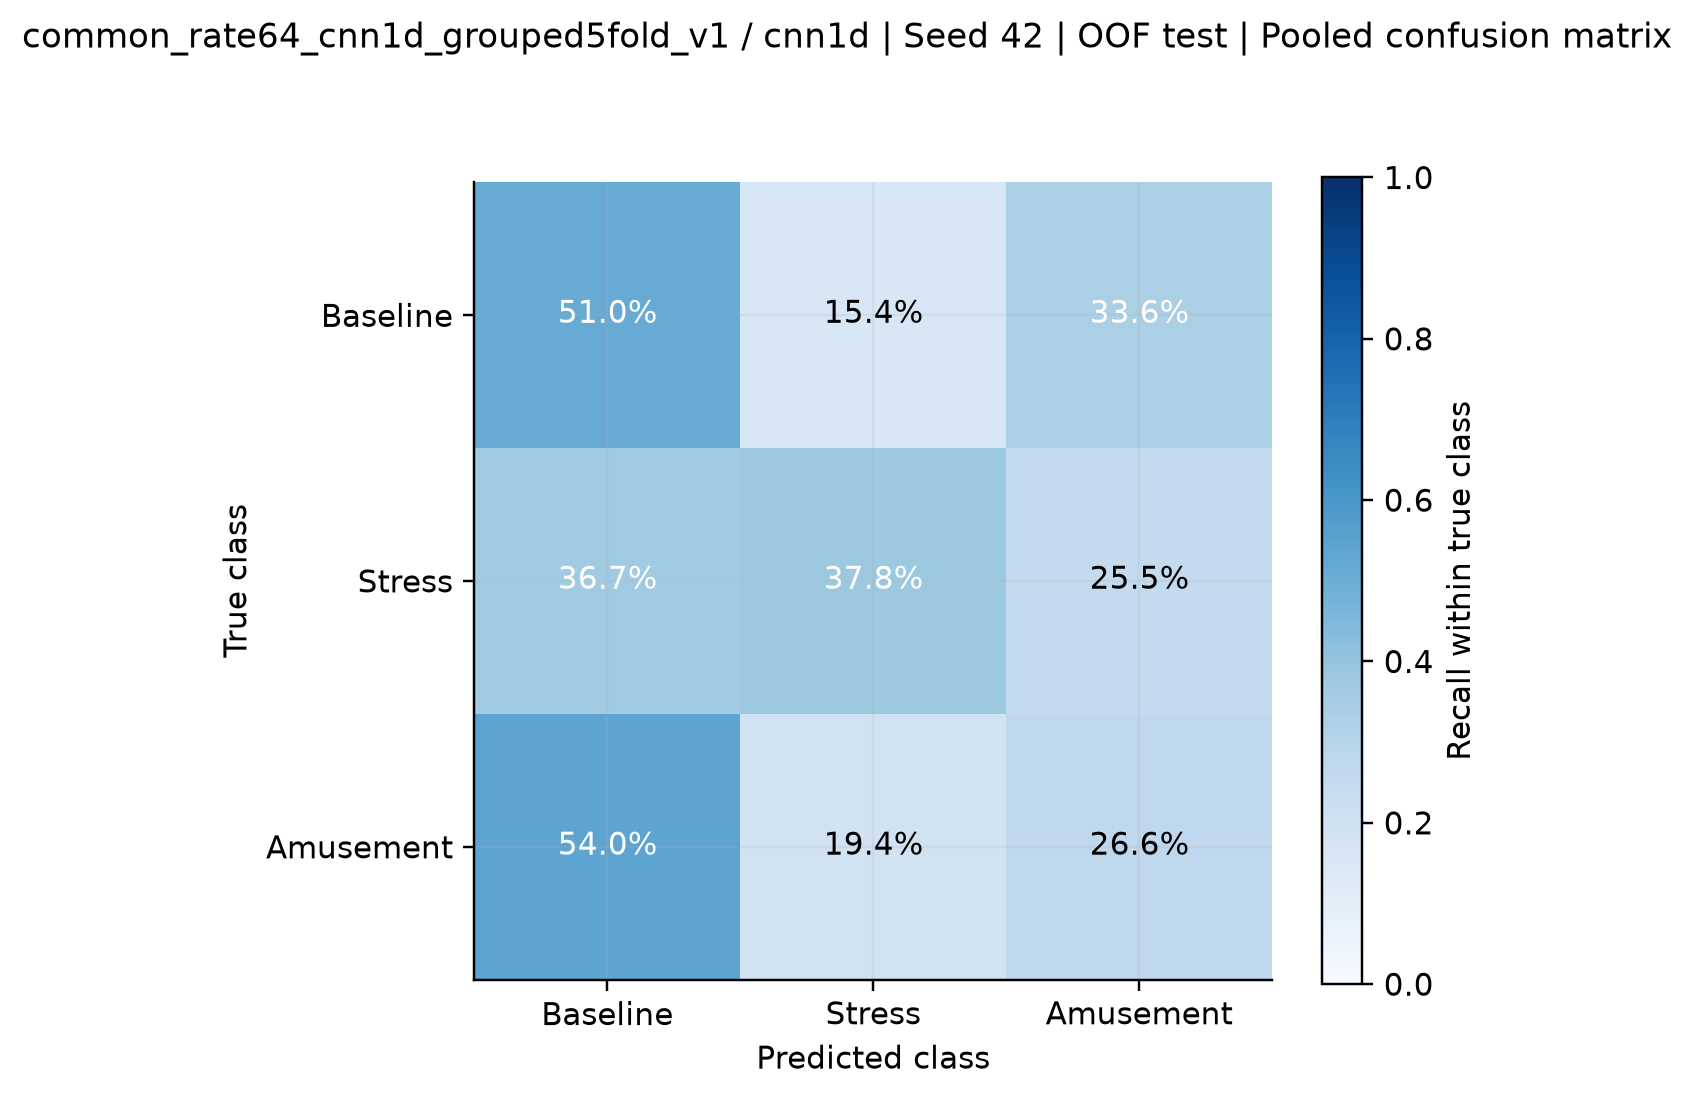 common_rate64_cnn1d_grouped5fold_v1 / cnn1d | Seed 42 | OOF test | Pooled confusion matrix
True class
Baseline
51.0%
15.4%
33.6%
Stress
36.7%
37.8%
25.5%
Amusement
54.0%
19.4%
26.6%
Baseline
Stress
Amusement
Predicted class
1.0
0.8
0.6
0.4
0.2
0.0
Recall within true class